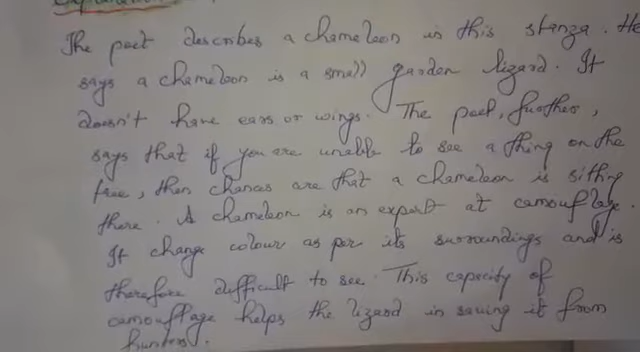 Explanation
The poet describes a chameleon in this stanza. He
says a chameleon is a small garden lizard. It
doesn't have ears or wings. The poet, further,
says that if you are unable to see a thing on the
tree, then chances are that a chameleon is sitting
there. A chameleon is an expert at camouflage.
It change colour as per its surroundings and is
therefore difficult to see. This capacity of
camouflage helps the lizard in saving it from
hunters.